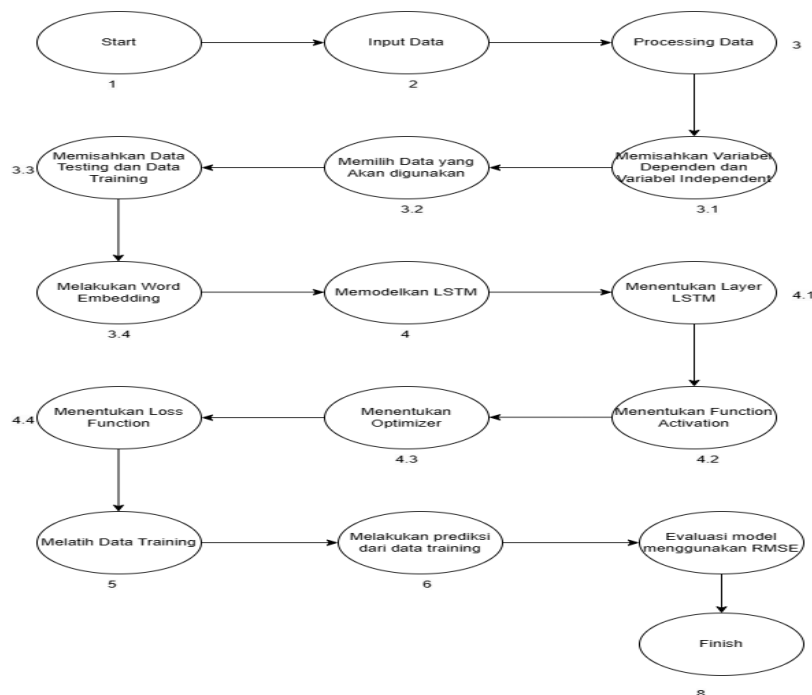 Start
1
Input Data
2
Processing Data
3
Memisahkan Variabel
Dependen dan
Variabel Independent
3.1
Memilih Data yang
Akan digunakan
3.2
Memisahkan Data
Testing dan Data
Training
3.3
Melakukan Word
Embedding
3.4
Memodelkan LSTM
4
Menentukan Layer
LSTM
4.1
Menentukan Function
Activation
4.2
Menentukan
Optimizer
4.3
Menentukan Loss
Function
4.4
Melatih Data Training
5
Melakukan prediksi
dari data training
6
Evaluasi model
menggunakan RMSE
Finish
8